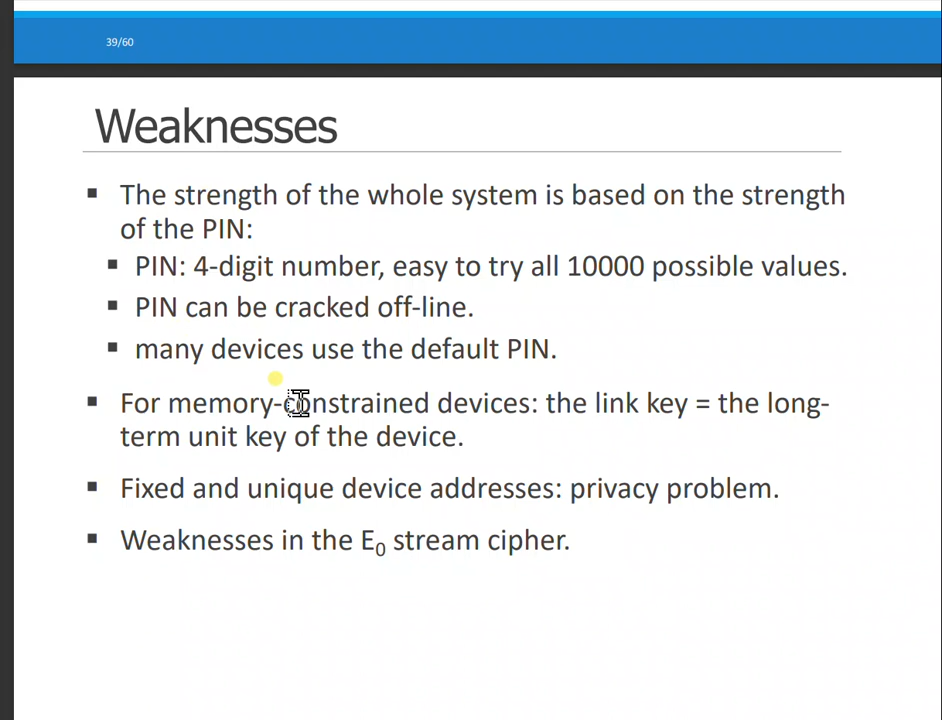 39/60
Weaknesses
▪ The strength of the whole system is based on the strength
of the PIN:
▪ PIN: 4-digit number, easy to try all 10000 possible values.
▪ PIN can be cracked off-line.
▪ many devices use the default PIN.
▪ For memory-constrained devices: the link key = the long-
term unit key of the device.
▪ Fixed and unique device addresses: privacy problem.
▪ Weaknesses in the E₀ stream cipher.